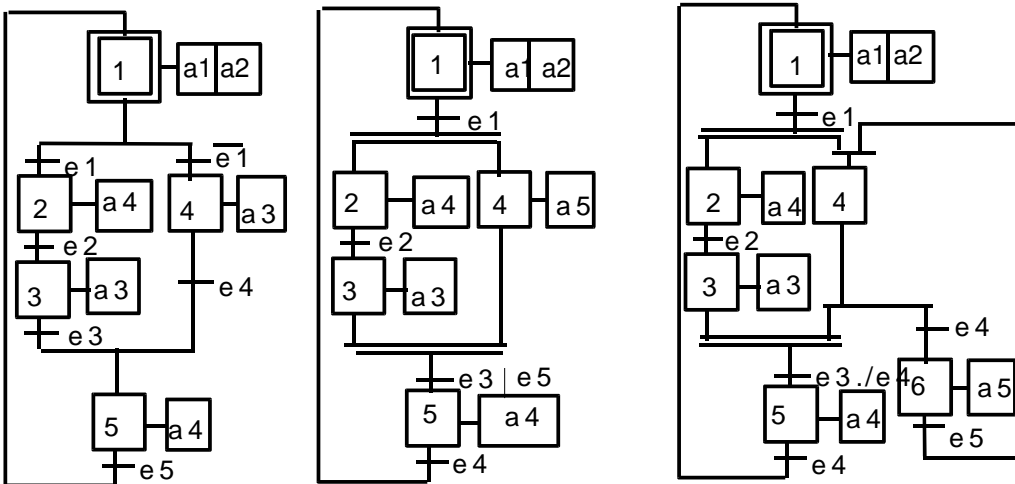 1 a1 a2
e1 e1
2 a4 4 a3
e2
3 a3 e4
e3
5 a4
e5
1 a1 a2
e1
2 a4 4 a5
e2
3 a3
e3 e5
5 a4
e4
1 a1 a2
e1
2 a4 4
e2
3 a3
e4
e3./e4 6 a5
5 a4 e5
e4